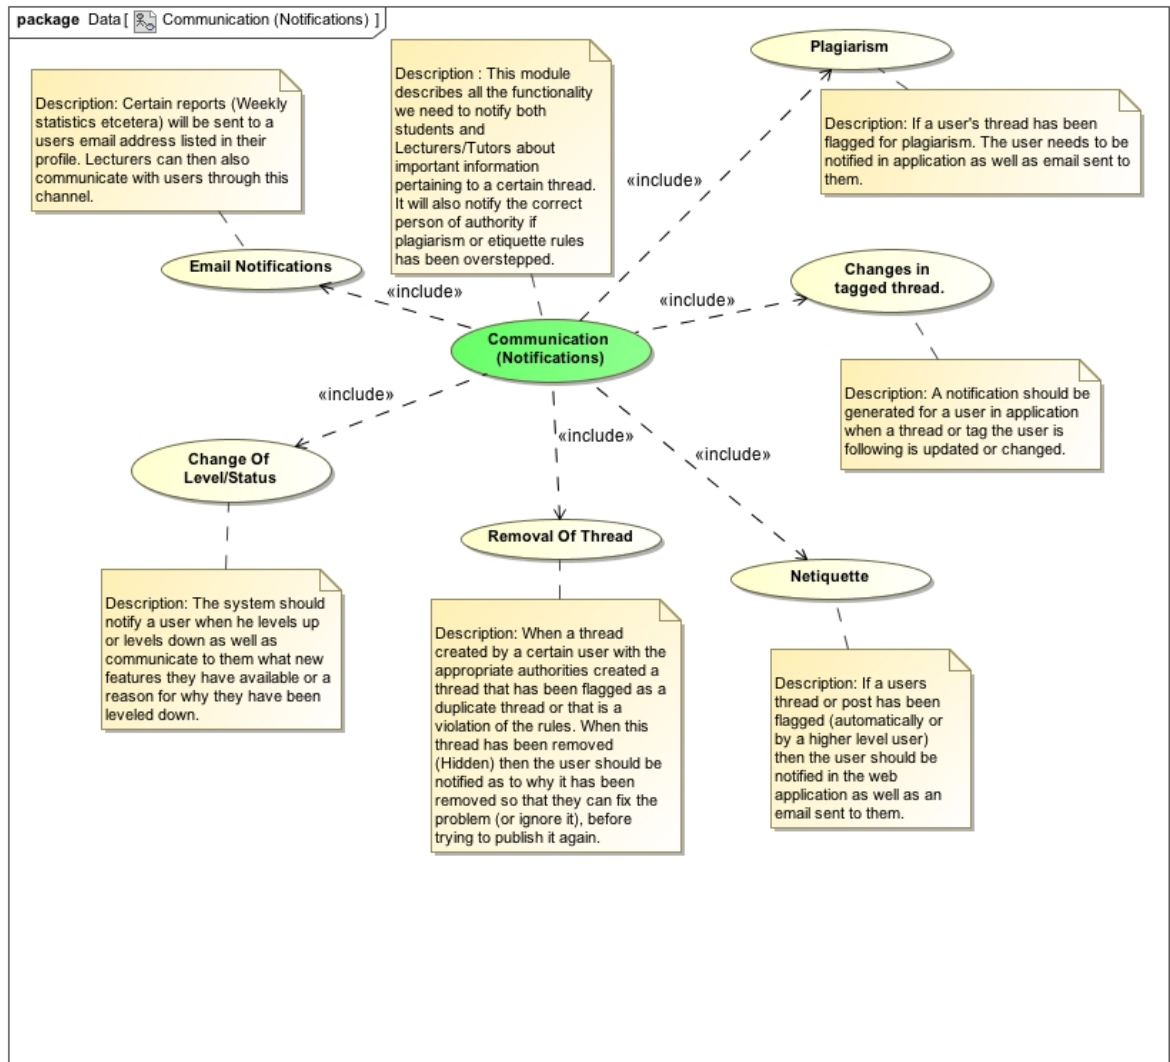 package Data [ Communication (Notifications) ]
Plagiarism
Description: Certain reports (Weekly
statistics etcetera) will be sent to a
users email address listed in their
profile. Lecturers can then also
communicate with users through this
channel.
Description : This module
describes all the functionality
we need to notify both
students and
Lecturers/Tutors about
important information
pertaining to a certain thread.
It will also notify the correct
person of authority if
plagiarism or etiquette rules
has been overstepped.
Description: If a user's thread has been
flagged for plagiarism. The user needs to be
notified in application as well as email sent to
them.
«include»
Email Notifications
«include»
«include»
Changes in
tagged thread.
Communication
(Notifications)
«include»
«include»
«include»
Description: A notification should be
generated for a user in application
when a thread or tag the user is
following is updated or changed.
Change Of
Level/Status
Removal Of Thread
Netiquette
Description: The system should
notify a user when he levels up
or levels down as well as
communicate to them what new
features they have available or a
reason for why they have been
leveled down.
Description: When a thread
created by a certain user with the
appropriate authorities created a
thread that has been flagged as a
duplicate thread or that is a
violation of the rules. When this
thread has been removed
(Hidden) then the user should be
notified as to why it has been
removed so that they can fix the
problem (or ignore it), before
trying to publish it again.
Description: If a users
thread or post has been
flagged (automatically or
by a higher level user)
then the user should be
notified in the web
application as well as an
email sent to them.